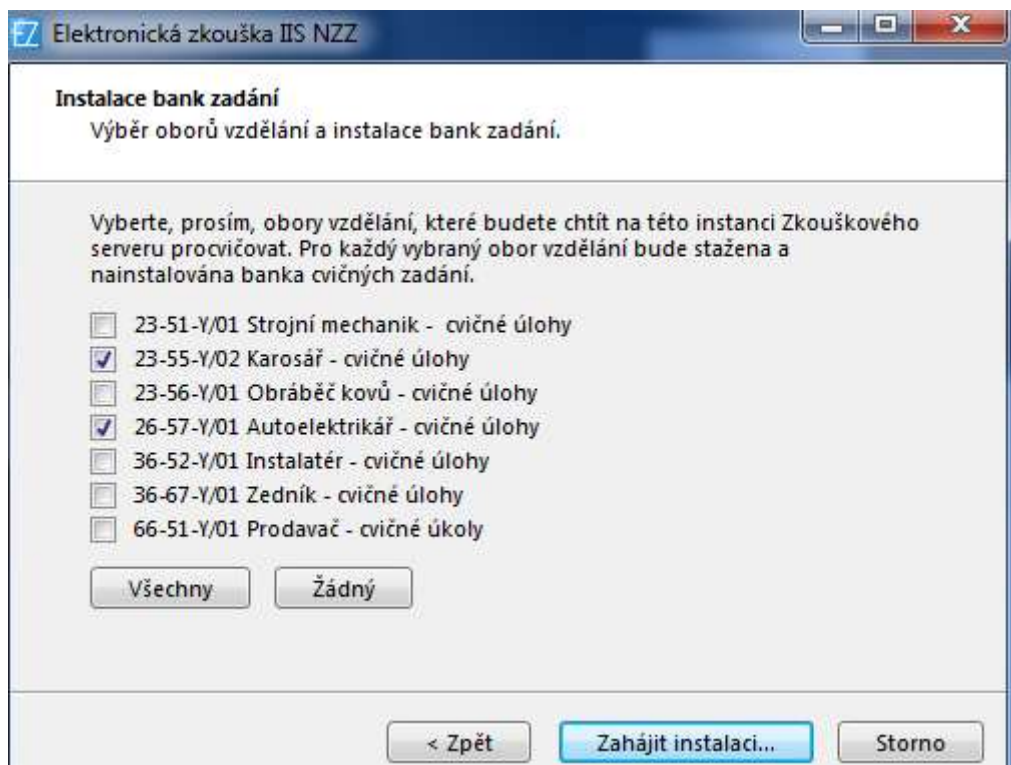 EZ Elektronická zkouška IIS NZZ
Instalace bank zadání
Výběr oborů vzdělání a instalace bank zadání.
Vyberte, prosím, obory vzdělání, které budete chtít na této instanci Zkouškového
serveru procvičovat. Pro každý vybraný obor vzdělání bude stažena a
nainstalována banka cvičných zadání.
23-51-Y/01 Strojní mechanik - cvičné úlohy
23-55-Y/02 Karosář - cvičné úlohy
23-56-Y/01 Obráběč kovů - cvičné úlohy
26-57-Y/01 Autoelektrikář - cvičné úlohy
36-52-Y/01 Instalatér - cvičné úlohy
36-67-Y/01 Zedník - cvičné úlohy
66-51-Y/01 Prodavač - cvičné úkoly
Všechny Žádný
< Zpět Zahájit instalaci... Storno